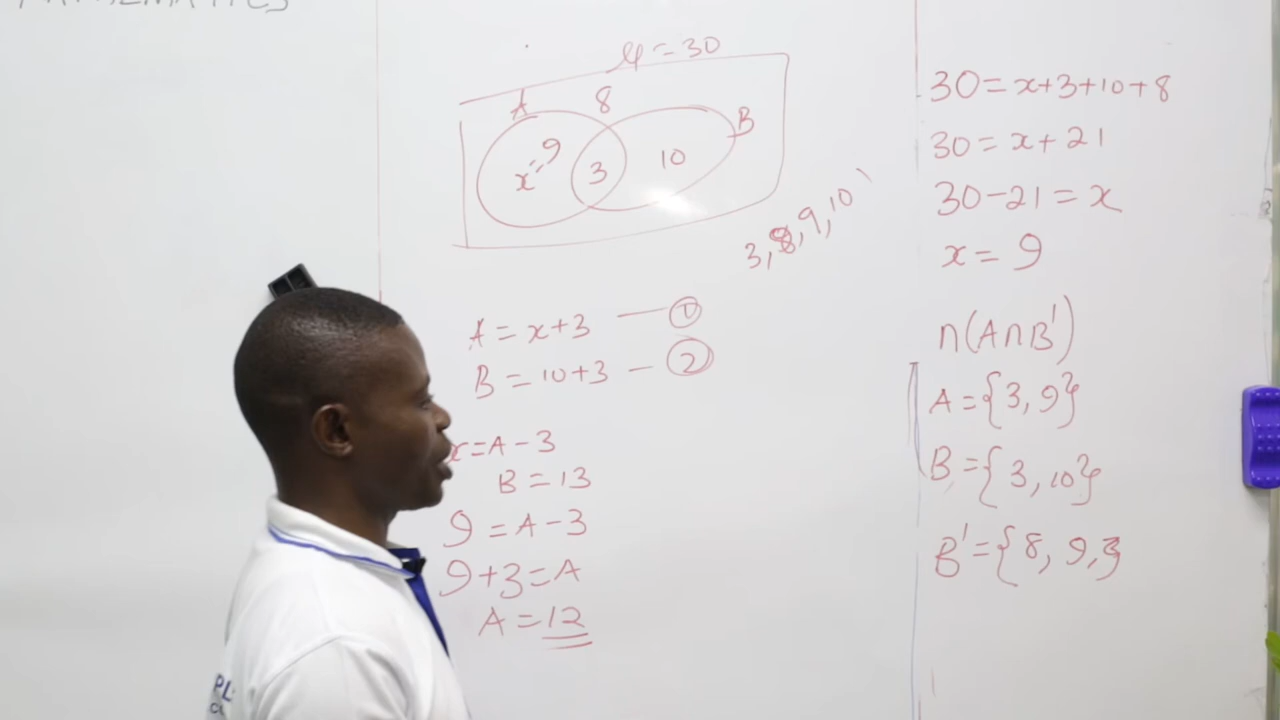 MATHEMATICS
μ = 30
A 8 B
x = 9 3 10
3, 8, 9, 10
A = x+3 — ①
B = 10+3 — ②
x = A - 3
B = 13
9 = A - 3
9+3 = A
A = 12
30 = x+3+10+8
30 = x+21
30-21 = x
x = 9
n(A∩B')
A = {3, 9}
B = {3, 10}
B' = {8, 9, }
PL